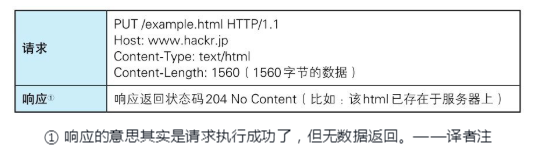 请求
PUT /example.html HTTP/1.1
Host: www.hackr.jp
Content-Type: text/html
Content-Length: 1560（1560字节的数据）
响应①
响应返回状态码204 No Content（比如：该html已存在于服务器上）
① 响应的意思其实是请求执行成功了，但无数据返回。——译者注